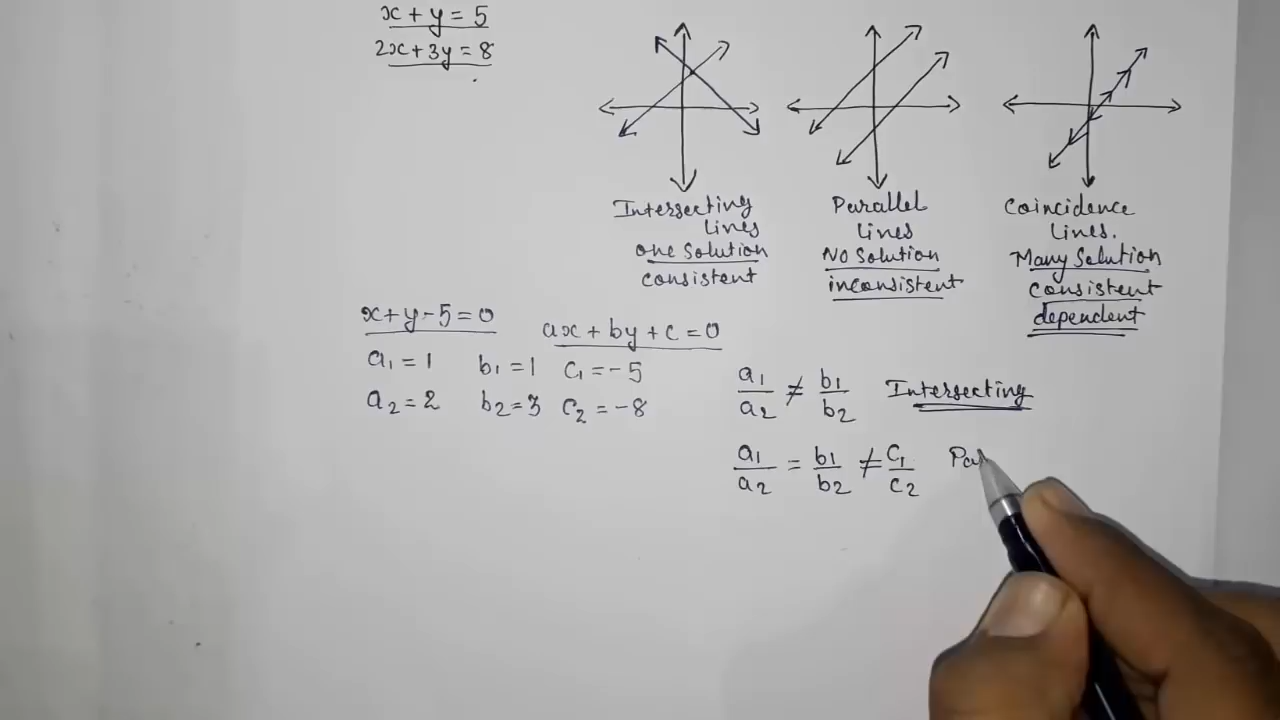 x + y = 5
2x + 3y = 8
Intersecting
lines
one solution
consistent
Parallel
lines
No Solution
inconsistent
Coincidence
lines.
Many Solution
consistent
dependent
x + y - 5 = 0
ax + by + c = 0
a1 = 1 b1 = 1 c1 = -5
a2 = 2 b2 = 3 c2 = -8
a1/a2 ≠ b1/b2 Intersecting
a1/a2 = b1/b2 ≠ c1/c2 Par